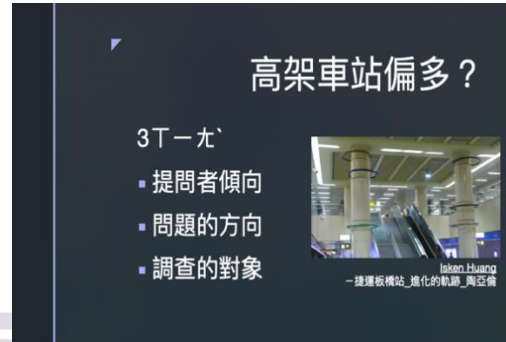 高架車站偏多？
3ㄒㄧㄤˋ
提問者傾向
問題的方向
調查的對象
Isken Huang
－捷運板橋站_進化的軌跡_陶亞倫